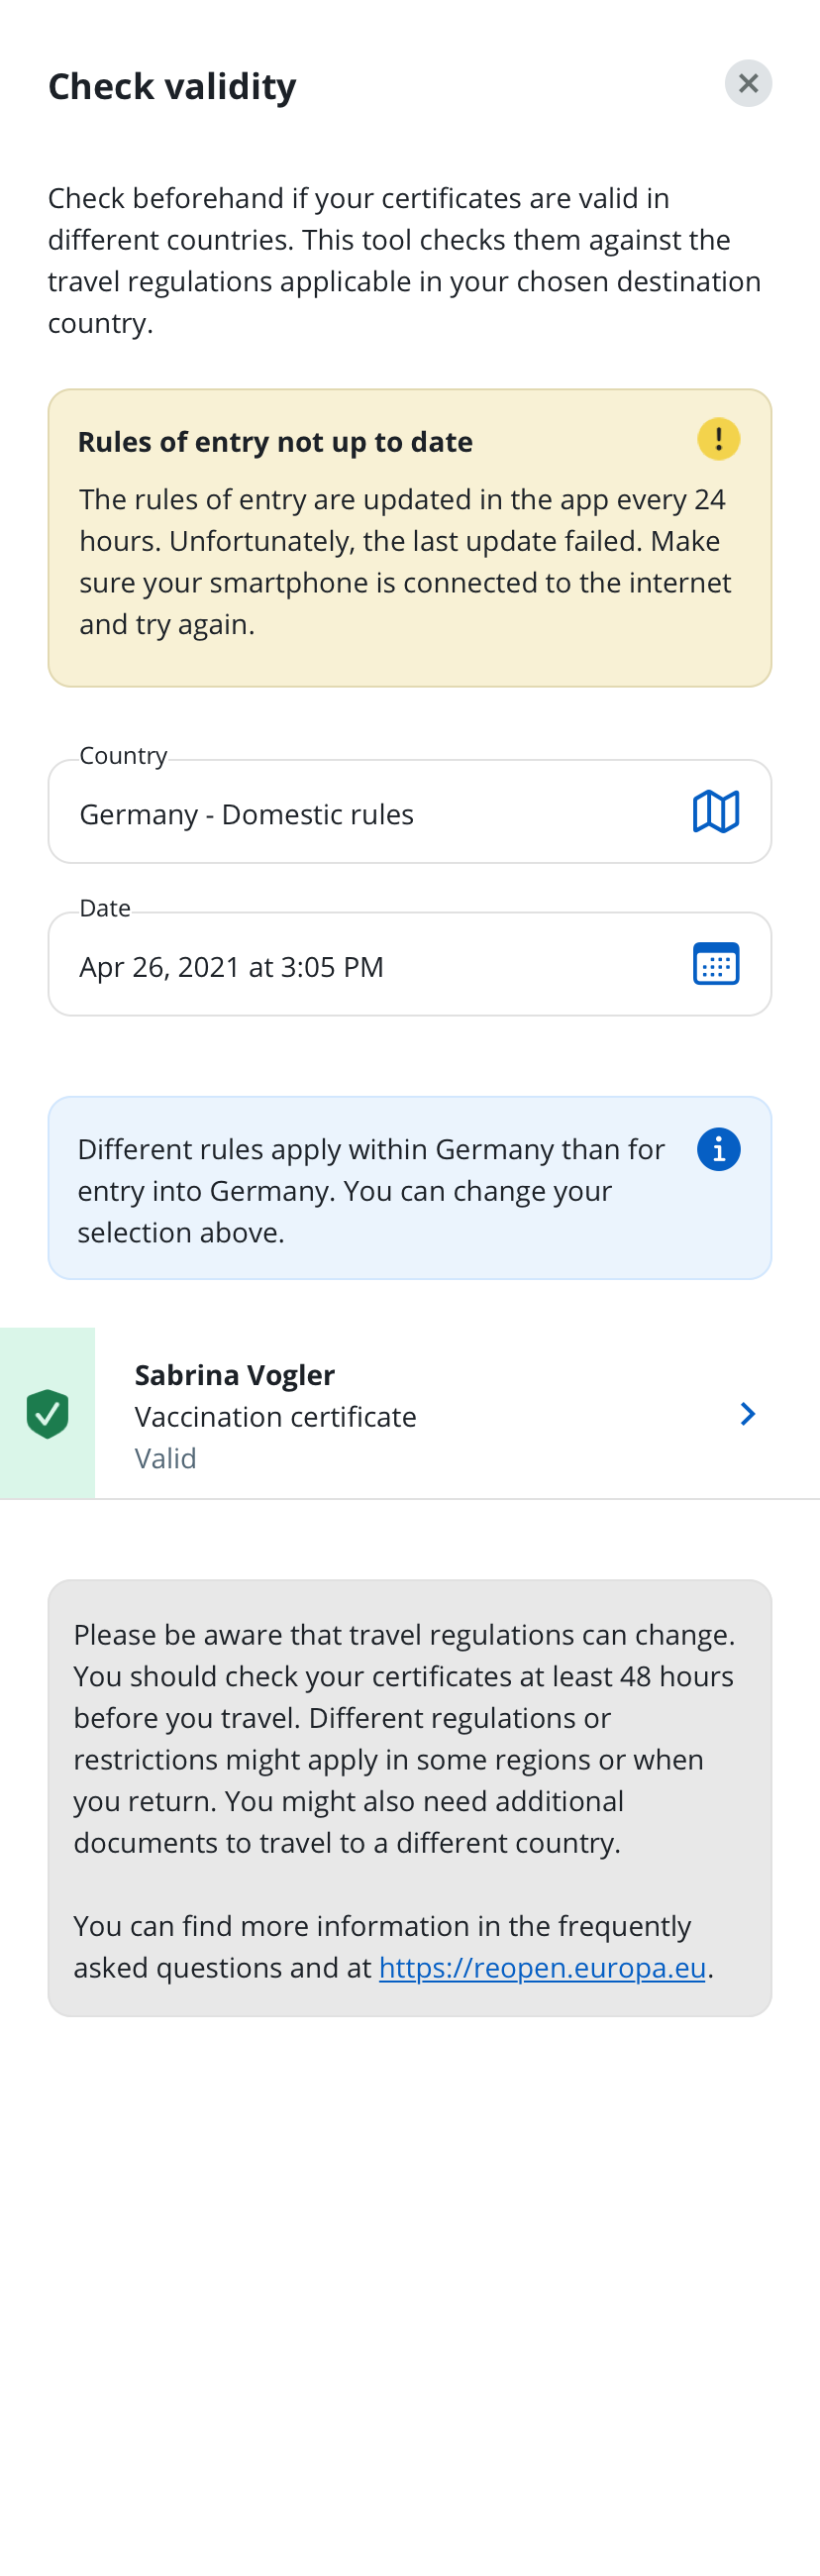 Check validity
Check beforehand if your certificates are valid in
different countries. This tool checks them against the
travel regulations applicable in your chosen destination
country.
Rules of entry not up to date
The rules of entry are updated in the app every 24
hours. Unfortunately, the last update failed. Make
sure your smartphone is connected to the internet
and try again.
Country
Germany - Domestic rules
Date
Apr 26, 2021 at 3:05 PM
Different rules apply within Germany than for
entry into Germany. You can change your
selection above.
Sabrina Vogler
Vaccination certificate
Valid
Please be aware that travel regulations can change.
You should check your certificates at least 48 hours
before you travel. Different regulations or
restrictions might apply in some regions or when
you return. You might also need additional
documents to travel to a different country.
You can find more information in the frequently
asked questions and at https://reopen.europa.eu.